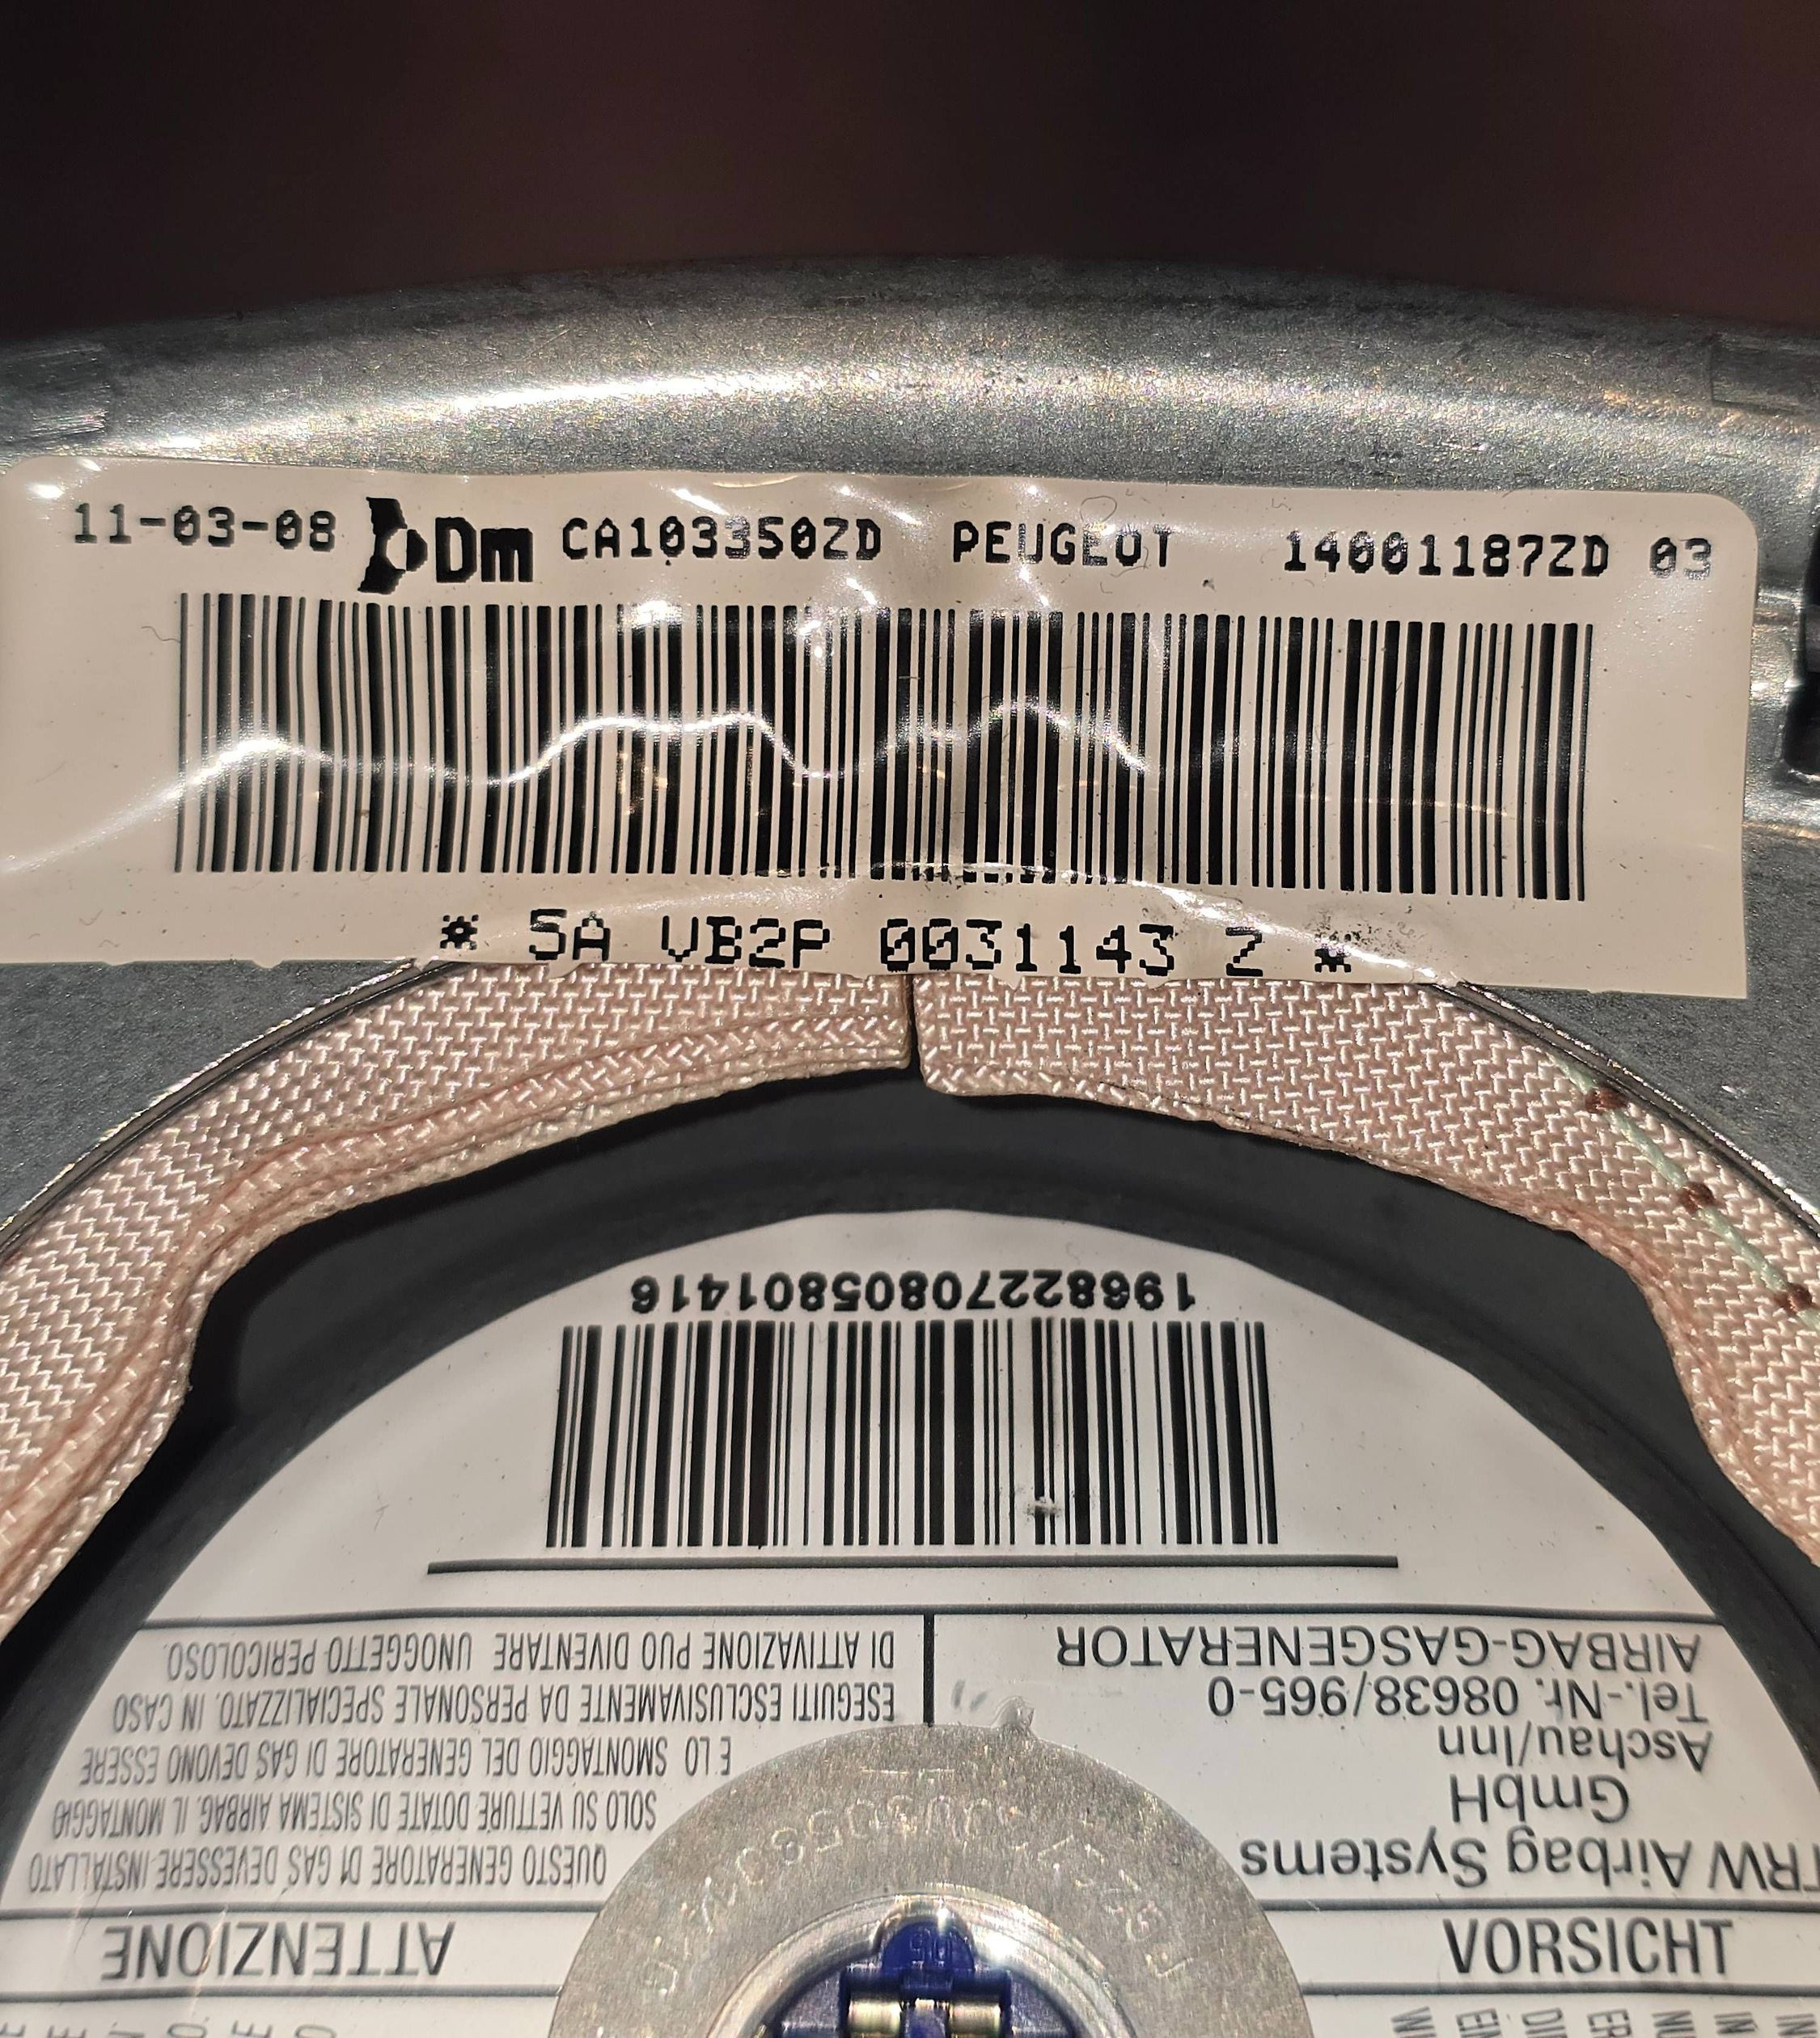 11-03-08 Dm CA103350ZD PEUGEOT 14001187ZD 03
* 5A VB2P 0031143 Z *
VORSICHT
TRW Airbag Systems
GmbH
Aschau/Inn
Tel.-Nr. 08638/965-0
AIRBAG-GASGENERATOR
ATTENZIONE
QUESTO GENERATORE DI GAS DEVESSERE INSTALLATO
SOLO SU VETTURE DOTATE DI SISTEMA AIRBAG. IL MONTAGGIO
E LO SMONTAGGIO DEL GENERATORE DI GAS DEVONO ESSERE
ESEGUITI ESCLUSIVAMENTE DA PERSONALE SPECIALIZZATO. IN CASO
DI ATTIVAZIONE PUO DIVENTARE UNOGGETTO PERICOLOSO.
19682270805801416